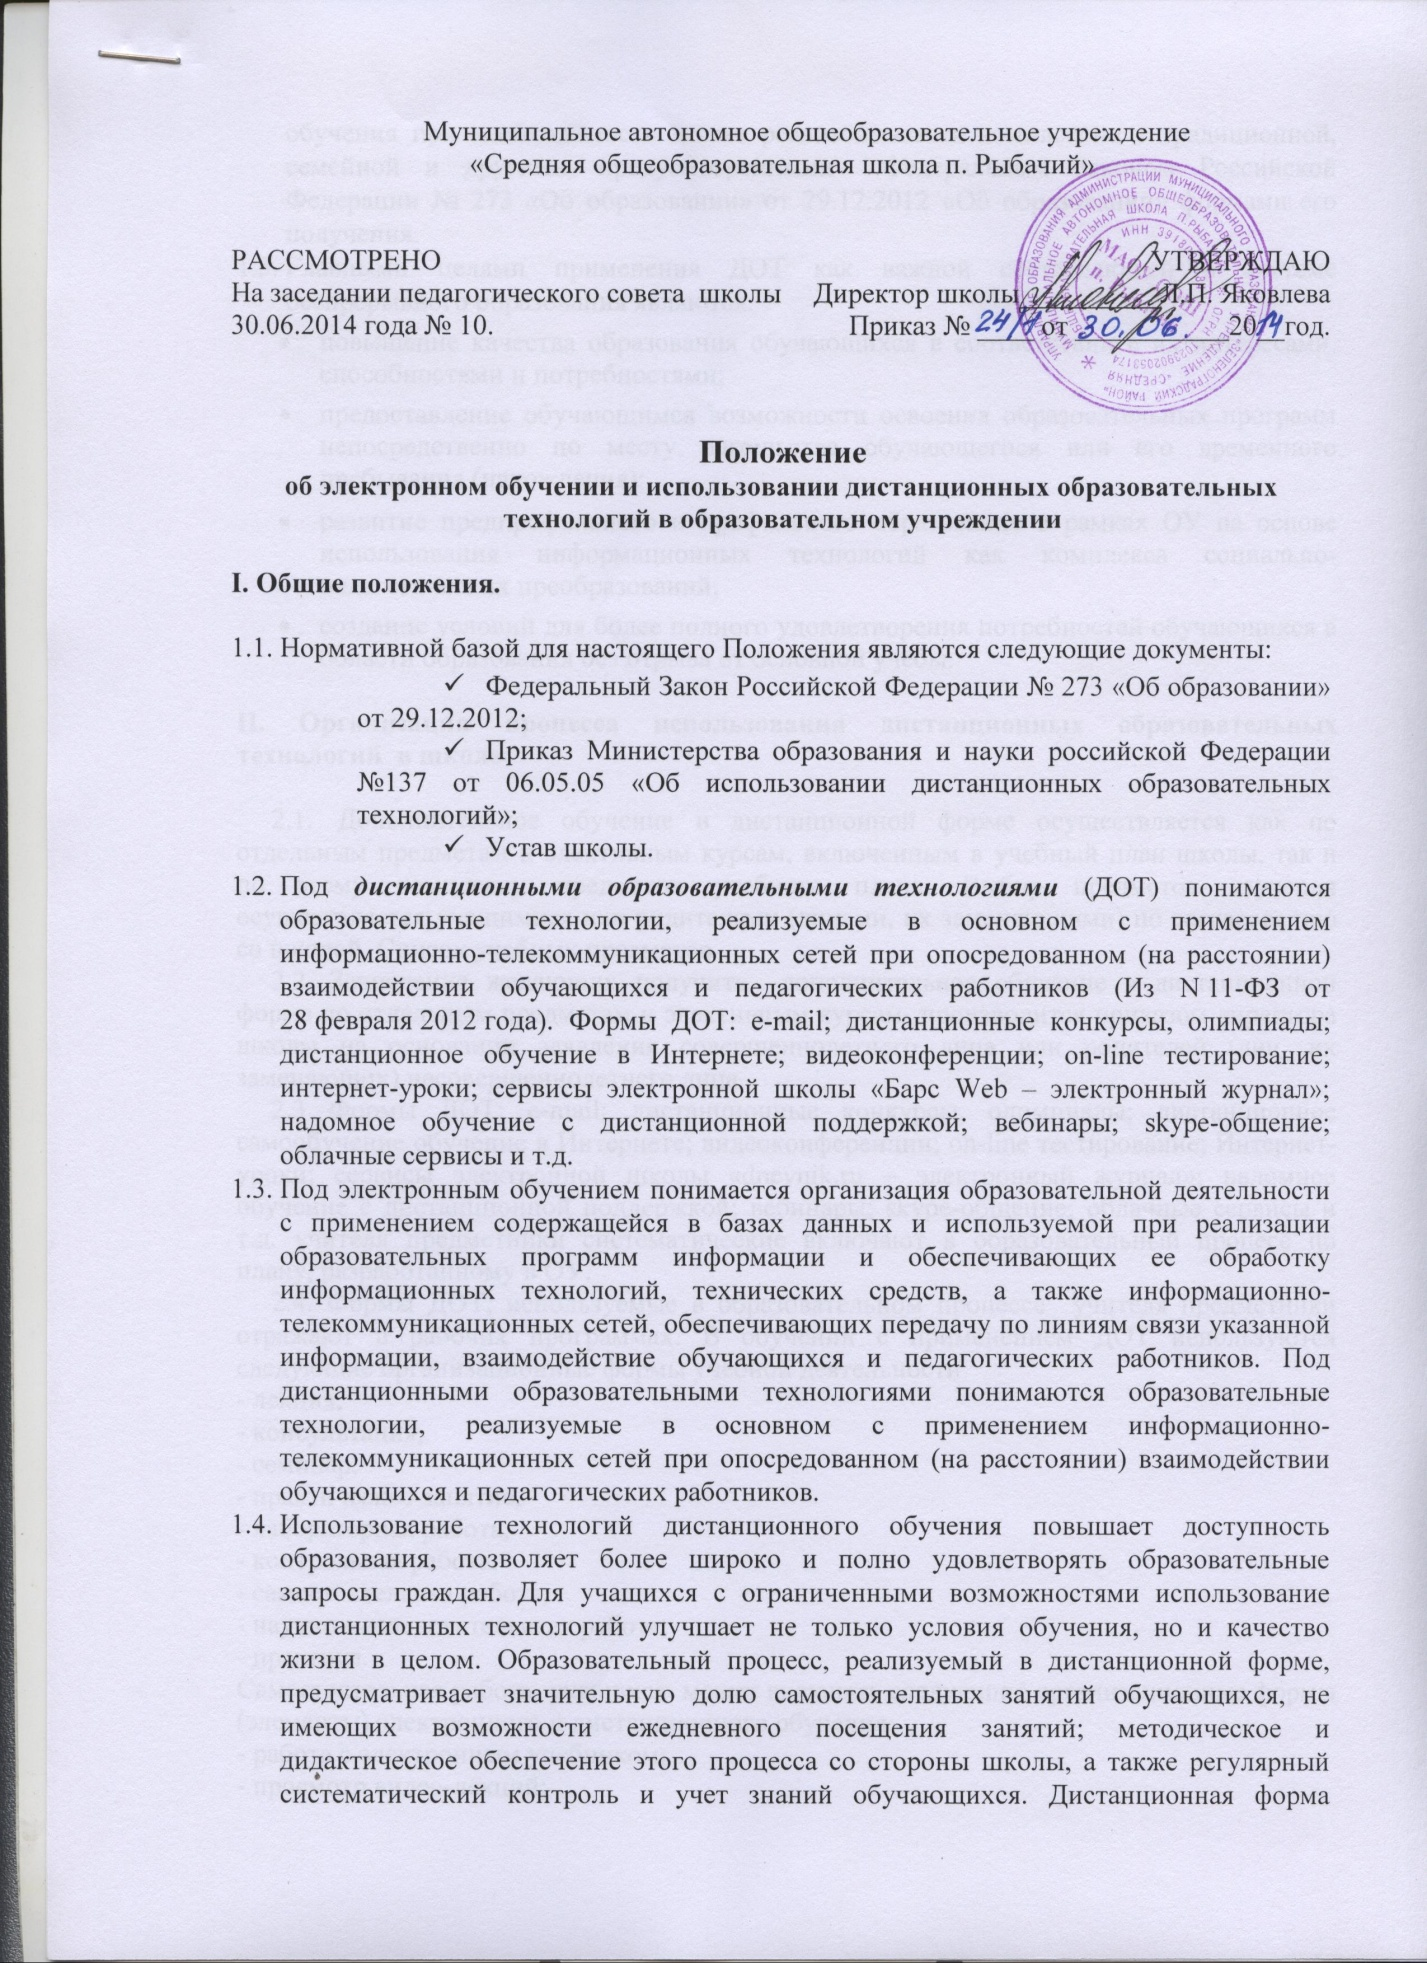 Муниципальное автономное общеобразовательное учреждение
«Средняя общеобразовательная школа п. Рыбачий»
РАССМОТРЕНО УТВЕРЖДАЮ
На заседании педагогического совета школы Директор школы Л.П. Яковлева
30.06.2014 года № 10. Приказ № 24/1 от 30.06. 2014 год.
Положение
об электронном обучении и использовании дистанционных образовательных
технологий в образовательном учреждении
I. Общие положения.
1.1. Нормативной базой для настоящего Положения являются следующие документы:
✓ Федеральный Закон Российской Федерации № 273 «Об образовании»
от 29.12.2012;
✓ Приказ Министерства образования и науки российской Федерации
№137 от 06.05.05 «Об использовании дистанционных образовательных
технологий»;
✓ Устав школы.
1.2. Под дистанционными образовательными технологиями (ДОТ) понимаются
образовательные технологии, реализуемые в основном с применением
информационно-телекоммуникационных сетей при опосредованном (на расстоянии)
взаимодействии обучающихся и педагогических работников (Из N 11-ФЗ от
28 февраля 2012 года). Формы ДОТ: e-mail; дистанционные конкурсы, олимпиады;
дистанционное обучение в Интернете; видеоконференции; on-line тестирование;
интернет-уроки; сервисы электронной школы «Барс Web – электронный журнал»;
надомное обучение с дистанционной поддержкой; вебинары; skype-общение;
облачные сервисы и т.д.
1.3. Под электронным обучением понимается организация образовательной деятельности
с применением содержащейся в базах данных и используемой при реализации
образовательных программ информации и обеспечивающих ее обработку
информационных технологий, технических средств, а также информационно-
телекоммуникационных сетей, обеспечивающих передачу по линиям связи указанной
информации, взаимодействие обучающихся и педагогических работников. Под
дистанционными образовательными технологиями понимаются образовательные
технологии, реализуемые в основном с применением информационно-
телекоммуникационных сетей при опосредованном (на расстоянии) взаимодействии
обучающихся и педагогических работников.
1.4. Использование технологий дистанционного обучения повышает доступность
образования, позволяет более широко и полно удовлетворять образовательные
запросы граждан. Для учащихся с ограниченными возможностями использование
дистанционных технологий улучшает не только условия обучения, но и качество
жизни в целом. Образовательный процесс, реализуемый в дистанционной форме,
предусматривает значительную долю самостоятельных занятий обучающихся, не
имеющих возможности ежедневного посещения занятий; методическое и
дидактическое обеспечение этого процесса со стороны школы, а также регулярный
систематический контроль и учет знаний обучающихся. Дистанционная форма